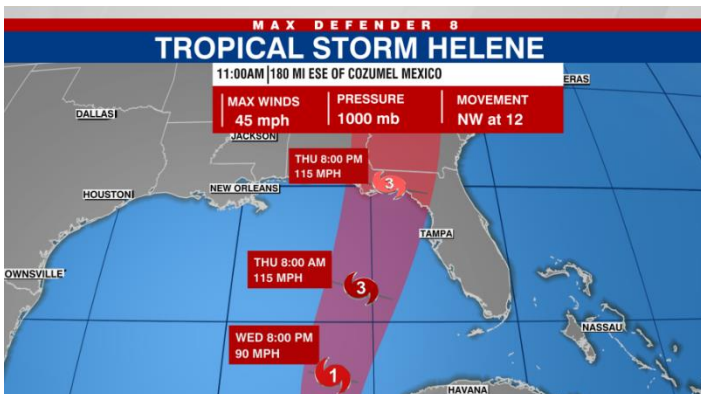 MAX DEFENDER 8
TROPICAL STORM HELENE
11:00AM 180 MI ESE OF COZUMEL MEXICO
ERAS
MAX WINDS
45 mph
PRESSURE
1000 mb
MOVEMENT
NW at 12
DALLAS
JACKSON
THU 8:00 PM
115 MPH
3
HOUSTON
NEW ORLEANS
TAMPA
THU 8:00 AM
115 MPH
3
OWNSVILLE
NASSAU
WED 8:00 PM
90 MPH
1
HAVANA